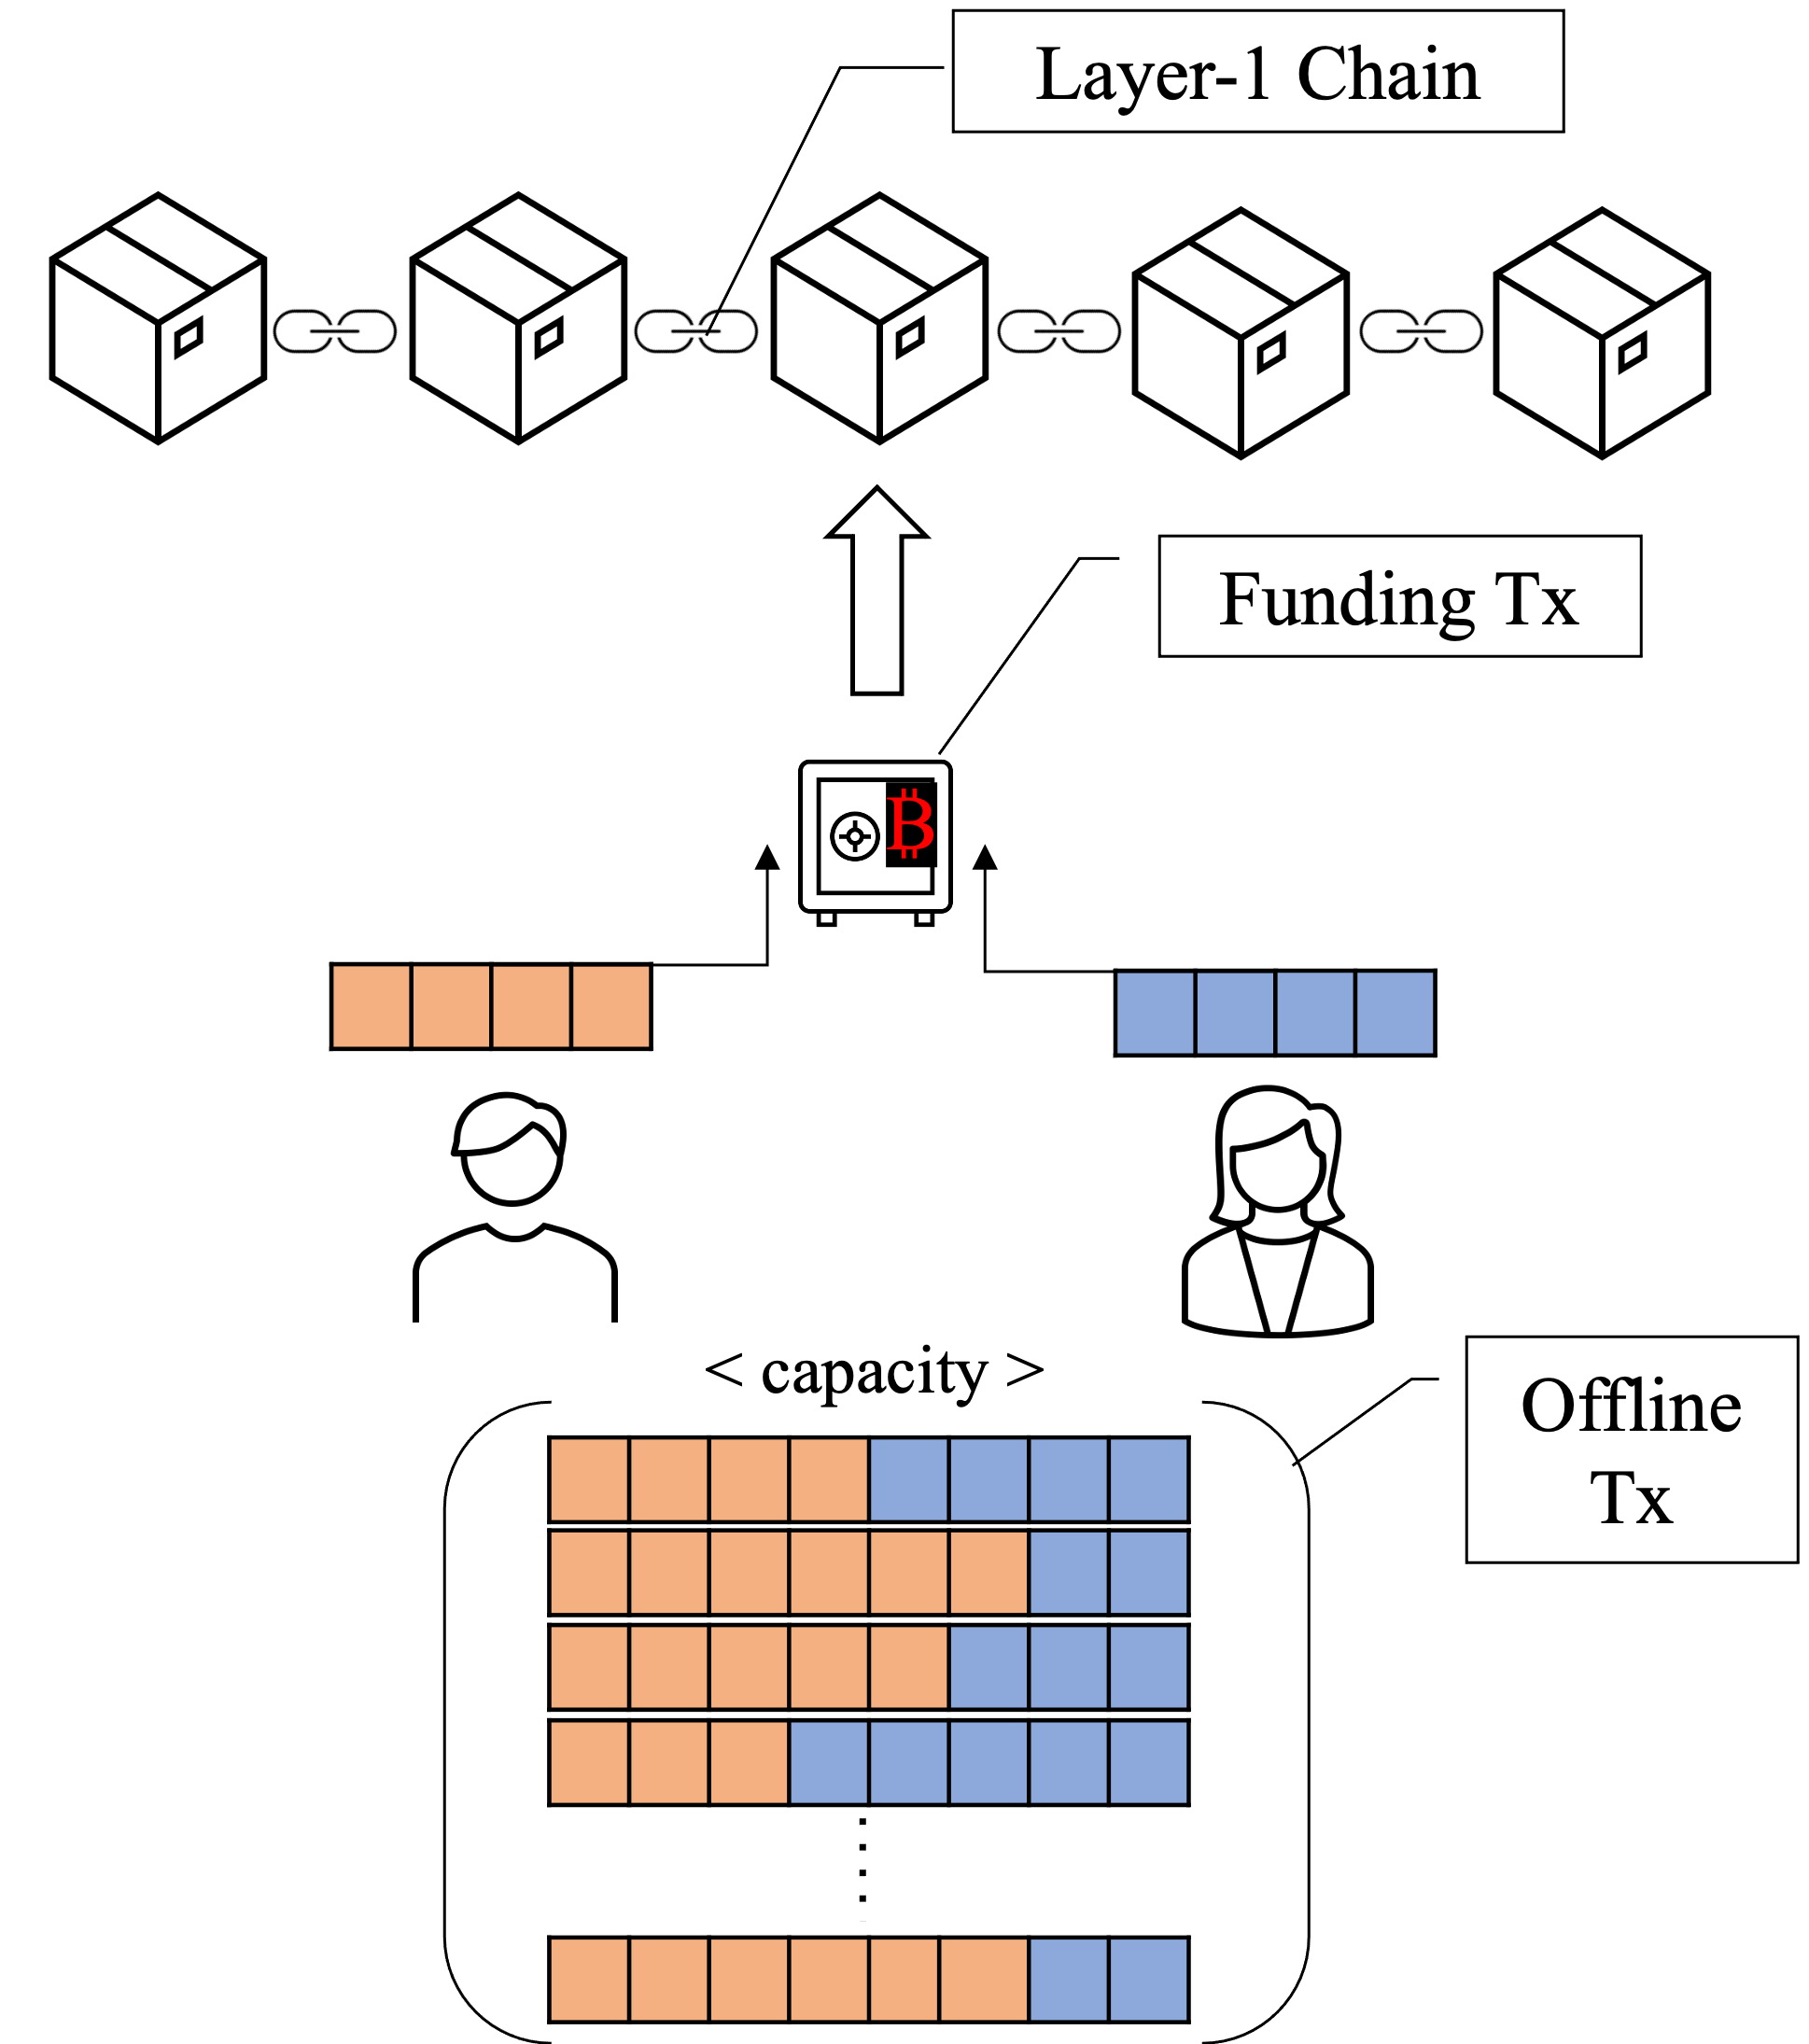 Layer-1 Chain
Funding Tx
< capacity >
Offline
Tx